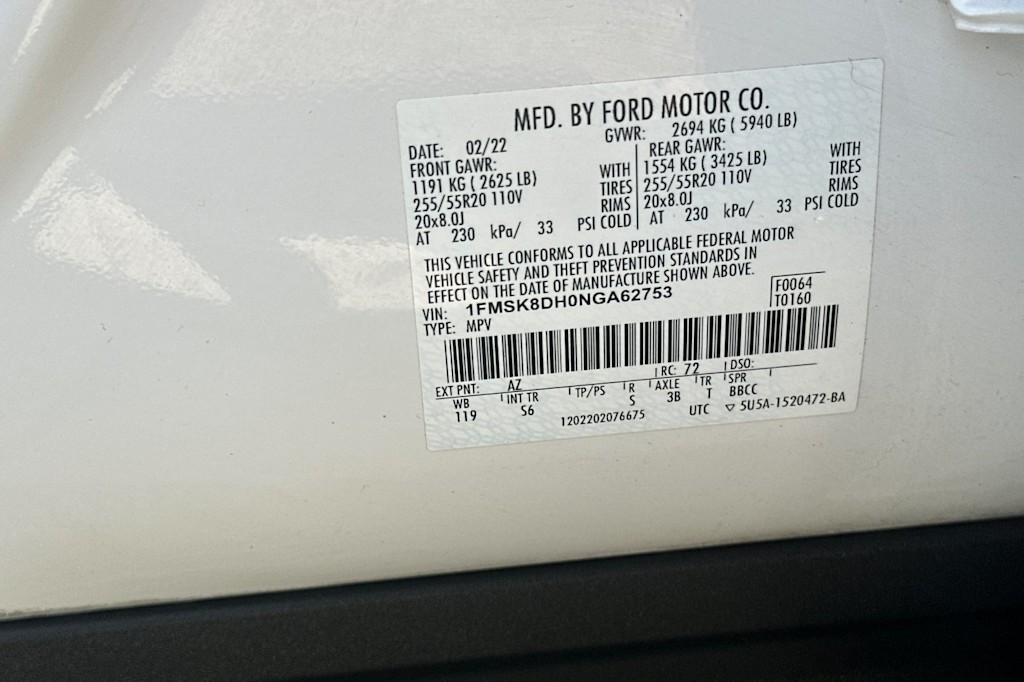 MFD. BY FORD MOTOR CO.
DATE: 02/22 GVWR: 2694 KG ( 5940 LB)
FRONT GAWR: WITH REAR GAWR: WITH
1191 KG ( 2625 LB) TIRES 1554 KG ( 3425 LB) TIRES
255/55R20 110V RIMS 255/55R20 110V RIMS
20x8.0J 20x8.0J
AT 230 kPa/ 33 PSI COLD AT 230 kPa/ 33 PSI COLD
THIS VEHICLE CONFORMS TO ALL APPLICABLE FEDERAL MOTOR
VEHICLE SAFETY AND THEFT PREVENTION STANDARDS IN
EFFECT ON THE DATE OF MANUFACTURE SHOWN ABOVE.
VIN: 1FMSK8DH0NGA62753 F0064
TYPE: MPV T0160
EXT PNT: AZ RC: 72 DSO:
WB INT TR TP/PS R AXLE TR SPR
119 S6 S 3B T BBCC
1202202076675 UTC ▽ 5U5A-1520472-BA